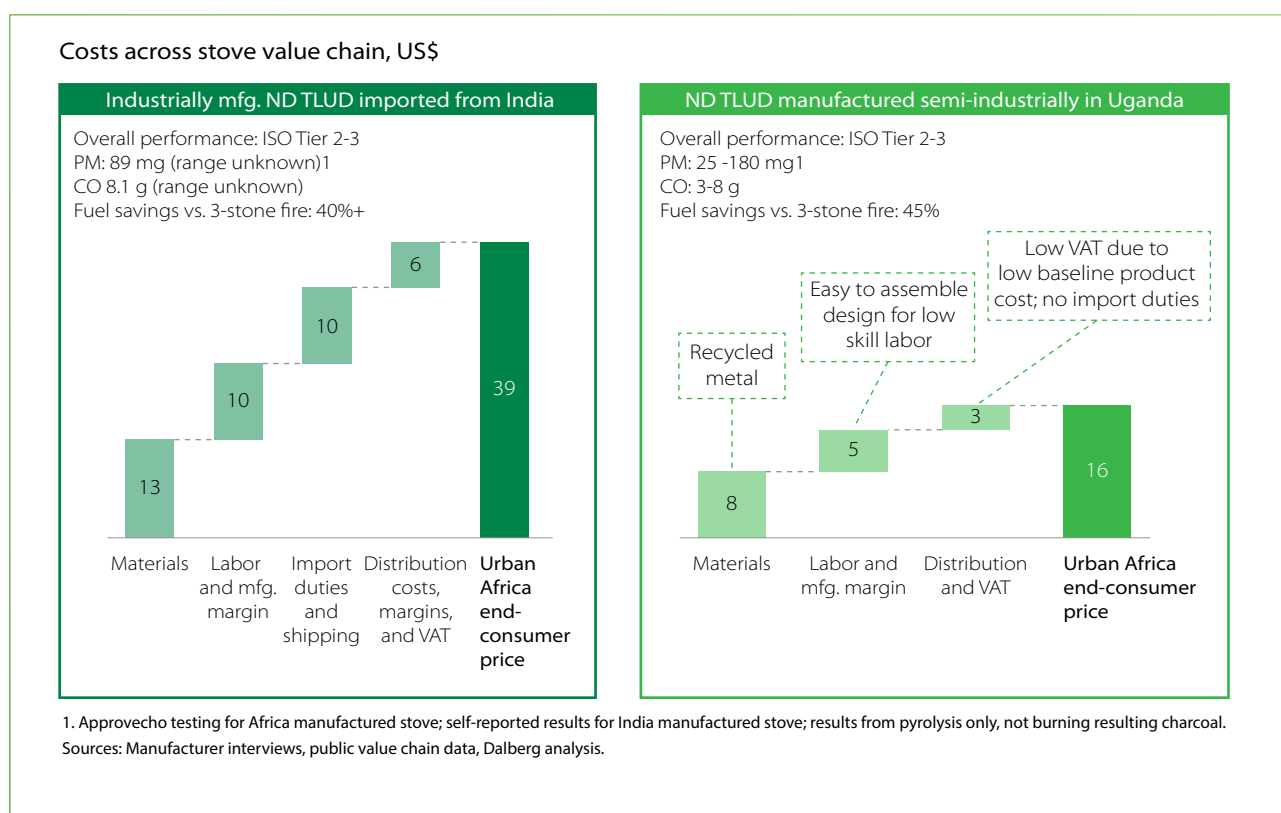 Costs across stove value chain, US$
Industrially mfg. ND TLUD imported from India
Overall performance: ISO Tier 2-3
PM: 89 mg (range unknown)1
CO 8.1 g (range unknown)
Fuel savings vs. 3-stone fire: 40%+
13
10
10
6
39
Materials
Labor
and mfg.
margin
Import
duties
and
shipping
Distribution
costs,
margins,
and VAT
Urban
Africa
end-
consumer
price
ND TLUD manufactured semi-industrially in Uganda
Overall performance: ISO Tier 2-3
PM: 25 -180 mg1
CO: 3-8 g
Fuel savings vs. 3-stone fire: 45%
Recycled
metal
Easy to assemble
design for low
skill labor
Low VAT due to
low baseline product
cost; no import duties
8
5
3
16
Materials
Labor and
mfg. margin
Distribution
and VAT
Urban Africa
end-consumer
price
1. Approvecho testing for Africa manufactured stove; self-reported results for India manufactured stove; results from pyrolysis only, not burning resulting charcoal.
Sources: Manufacturer interviews, public value chain data, Dalberg analysis.